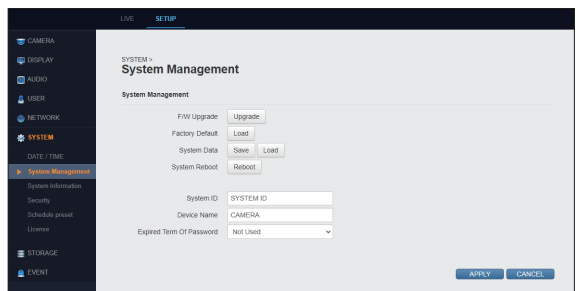 LIVE SETUP
CAMERA
DISPLAY
AUDIO
USER
NETWORK
SYSTEM
DATE / TIME
System Management
System Information
Security
Schedule preset
License
STORAGE
EVENT
SYSTEM >
System Management
System Management
F/W Upgrade Upgrade
Factory Default Load
System Data Save Load
System Reboot Reboot
System ID SYSTEM ID
Device Name CAMERA
Expired Term Of Password Not Used
APPLY CANCEL